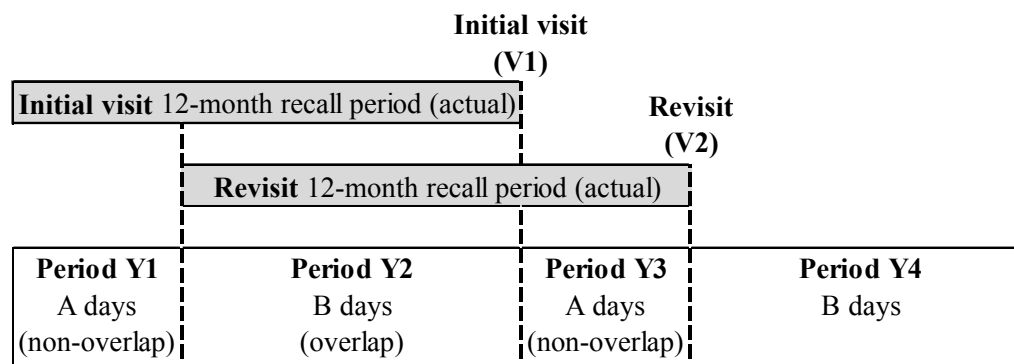 Initial visit
(V1)
Initial visit 12-month recall period (actual)
Revisit
(V2)
Revisit 12-month recall period (actual)
Period Y1
A days
(non-overlap)
Period Y2
B days
(overlap)
Period Y3
A days
(non-overlap)
Period Y4
B days